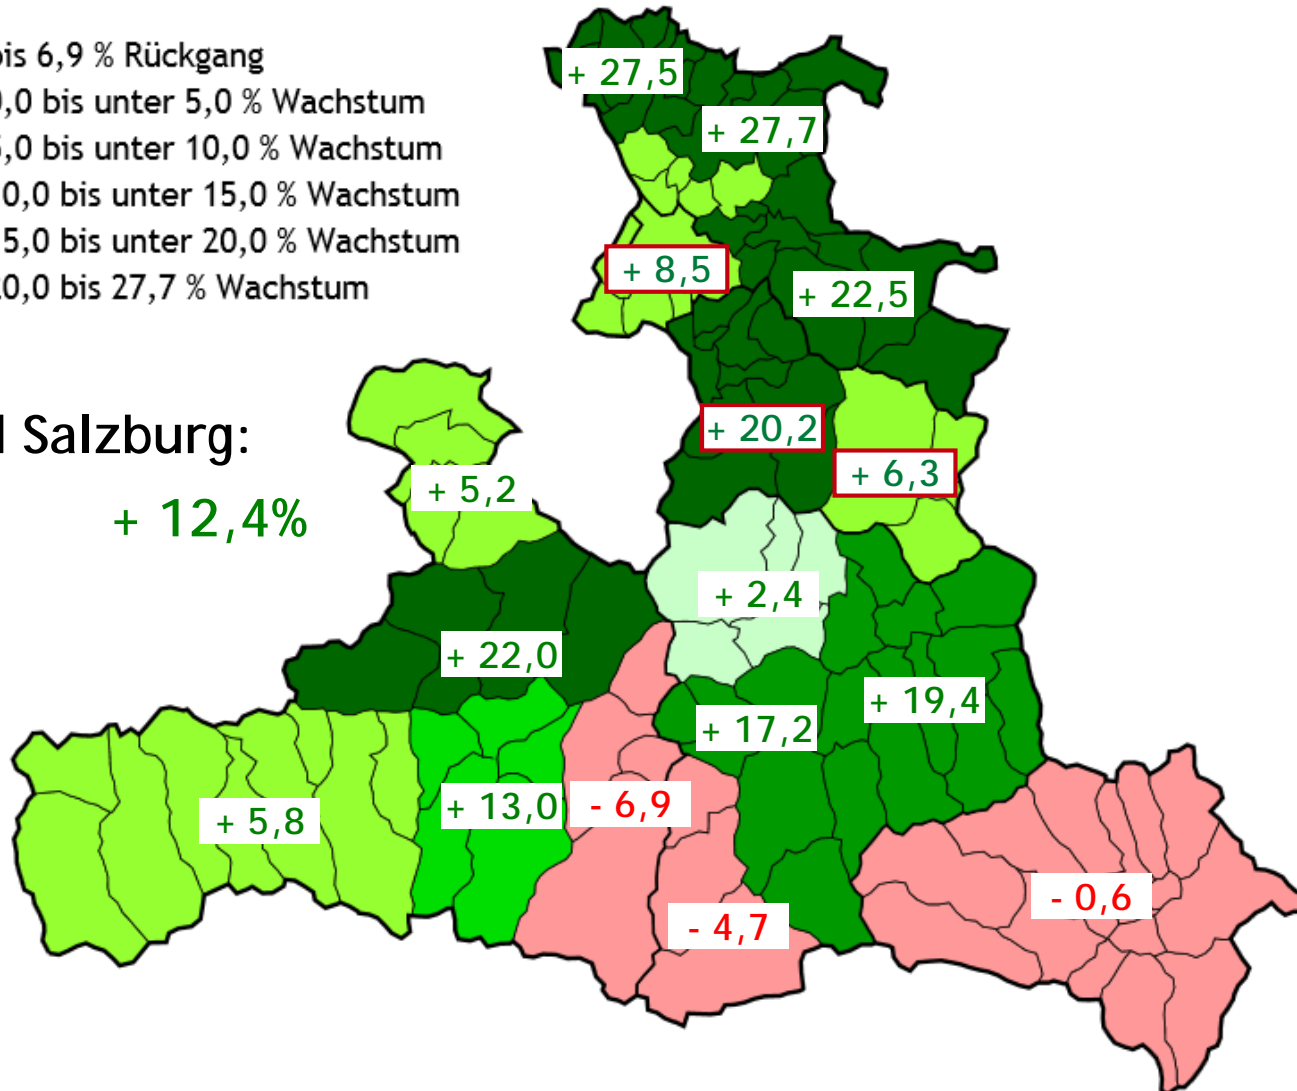 bis 6,9 % Rückgang
,0 bis unter 5,0 % Wachstum
,0 bis unter 10,0 % Wachstum
0,0 bis unter 15,0 % Wachstum
5,0 bis unter 20,0 % Wachstum
0,0 bis 27,7 % Wachstum
+ 27,5
+ 27,7
+ 8,5
+ 22,5
Salzburg:
+ 12,4%
+ 20,2
+ 6,3
+ 5,2
+ 2,4
+ 22,0
+ 19,4
+ 17,2
+ 5,8
+ 13,0
- 6,9
- 0,6
- 4,7